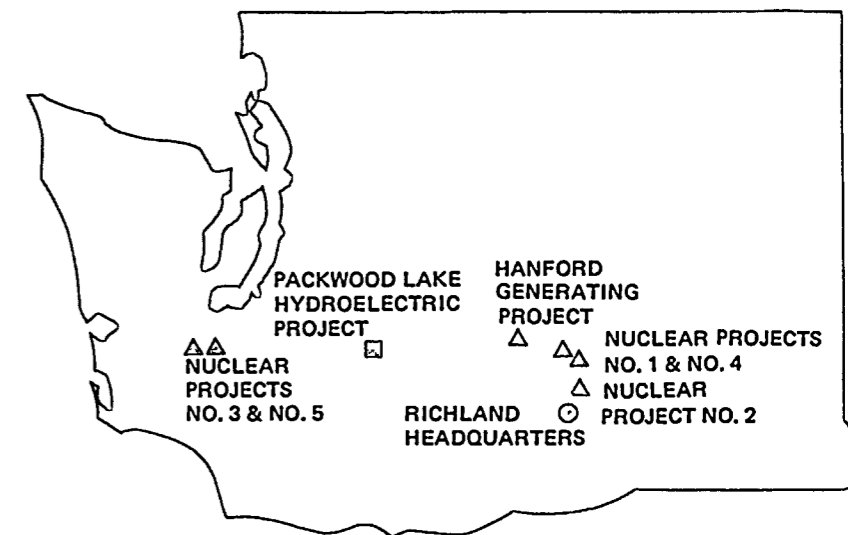 PACKWOOD LAKE
HYDROELECTRIC
PROJECT
HANFORD
GENERATING
PROJECT
NUCLEAR PROJECTS
NO. 1 & NO. 4
NUCLEAR
PROJECTS
NO. 3 & NO. 5
NUCLEAR
PROJECT NO. 2
RICHLAND
HEADQUARTERS